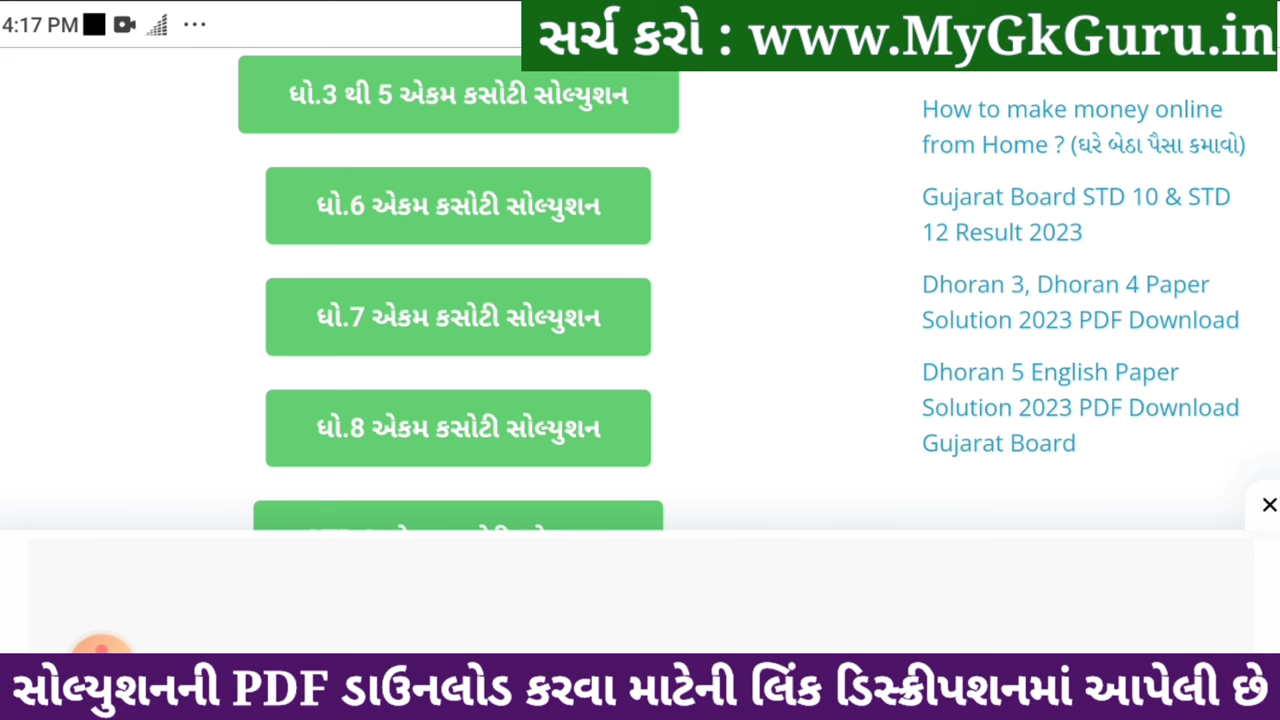 4:17 PM
સર્ચ કરો : www.MyGkGuru.in
ધો.3 થી 5 એકમ કસોટી સોલ્યુશન
ધો.6 એકમ કસોટી સોલ્યુશન
ધો.7 એકમ કસોટી સોલ્યુશન
ધો.8 એકમ કસોટી સોલ્યુશન
How to make money online
from Home ? (ઘરે બેઠા પૈસા કમાવો)
Gujarat Board STD 10 & STD
12 Result 2023
Dhoran 3, Dhoran 4 Paper
Solution 2023 PDF Download
Dhoran 5 English Paper
Solution 2023 PDF Download
Gujarat Board
સોલ્યુશનની PDF ડાઉનલોડ કરવા માટેની લિંક ડિસ્ક્રીપશનમાં આપેલી છે